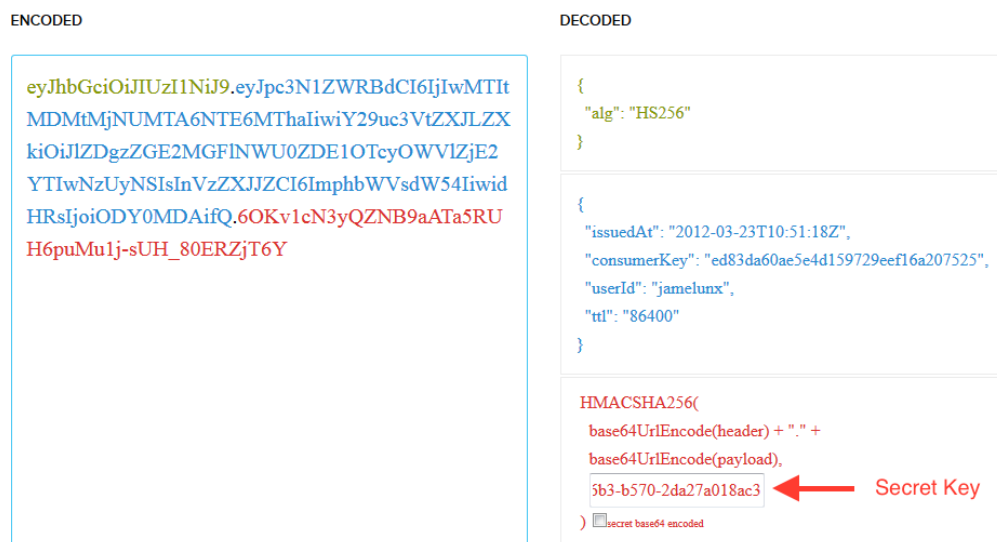 ENCODED
eyJhbGciOiJIUzI1NiJ9.eyJpc3N1ZWRBdCI6IjIwMTIt
MDMtMjNUMTA6NTE6MThaIiwiY29uc3VtZXJLZX
kiOiJlZDgzZGE2MGFlNWU0ZDE1OTcyOWVlZjE2
YTIwNzUyNSIsInVzZXJJZCI6ImphbWVsdW54Iiwid
HRsIjoiODY0MDAifQ.6OKv1cN3yQZNB9aATa5RU
H6puMu1j-sUH_80ERZjT6Y
DECODED
{
"alg": "HS256"
}
{
"issuedAt": "2012-03-23T10:51:18Z",
"consumerKey": "ed83da60ae5e4d159729eef16a207525",
"userId": "jamelunx",
"ttl": "86400"
}
HMACSHA256(
base64UrlEncode(header) + "." +
base64UrlEncode(payload),
5b3-b570-2da27a018ac3
Secret Key
) secret base64 encoded